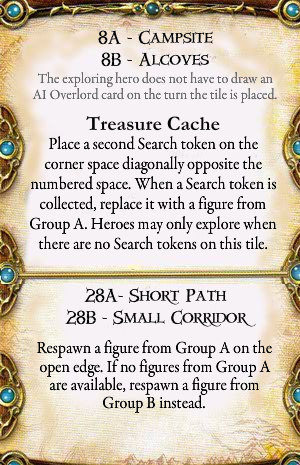 8A - Campsite
8B - Alcoves
The exploring hero does not have to draw an
AI Overlord card on the turn the tile is placed.
Treasure Cache
Place a second Search token on the
corner space diagonally opposite the
numbered space. When a Search token is
collected, replace it with a figure from
Group A. Heroes may only explore when
there are no Search tokens on this tile.
28A- Short Path
28B - Small Corridor
Respawn a figure from Group A on the
open edge. If no figures from Group A
are available, respawn a figure from
Group B instead.